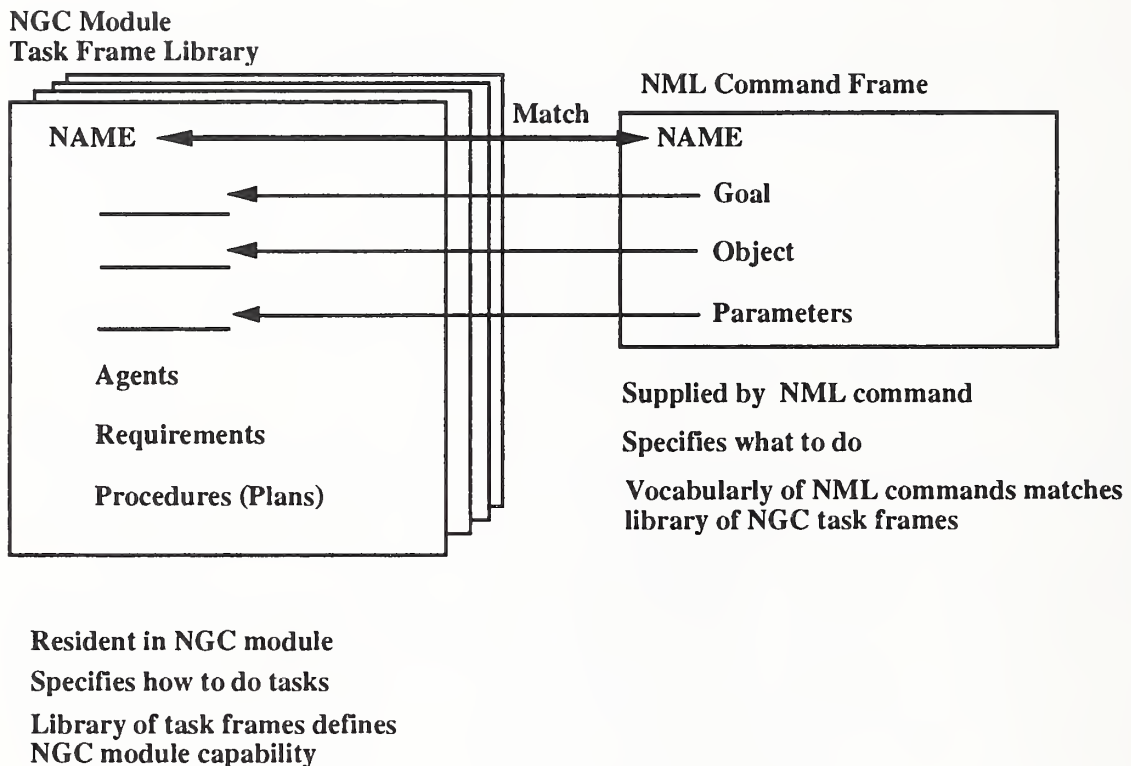 NGC Module
Task Frame Library
NML Command Frame
Match
NAME
NAME
Goal
Object
Parameters
Agents
Requirements
Procedures (Plans)
Supplied by NML command
Specifies what to do
Vocabularly of NML commands matches
library of NGC task frames
Resident in NGC module
Specifies how to do tasks
Library of task frames defines
NGC module capability